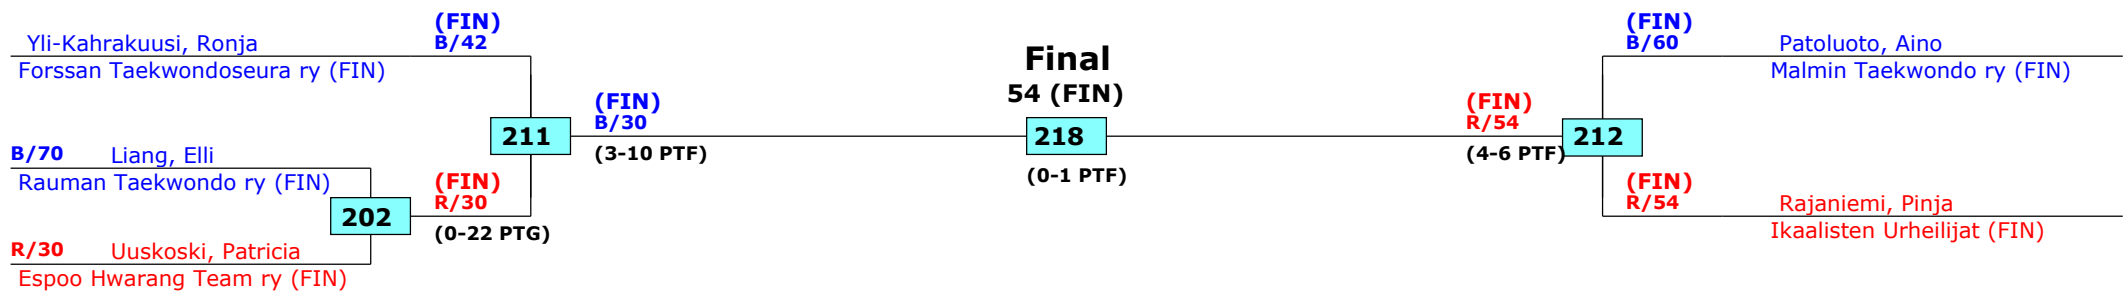 (FIN)
B/42
Yli-Kahrakuusi, Ronja
Forssan Taekwondoseura ry (FIN)
B/70
Liang, Elli
Rauman Taekwondo ry (FIN)
202
R/30
Uuskoski, Patricia
Espoo Hwarang Team ry (FIN)
(FIN)
R/30
(0-22 PTG)
211
(FIN)
B/30
(3-10 PTF)
Final
54 (FIN)
218
(0-1 PTF)
(FIN)
R/54
(4-6 PTF)
212
(FIN)
B/60
Patoluoto, Aino
Malmin Taekwondo ry (FIN)
(FIN)
R/54
Rajaniemi, Pinja
Ikaalisten Urheilijat (FIN)